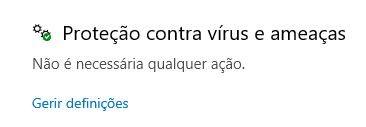 Proteção contra vírus e ameaças
Não é necessária qualquer ação.
Gerir definições